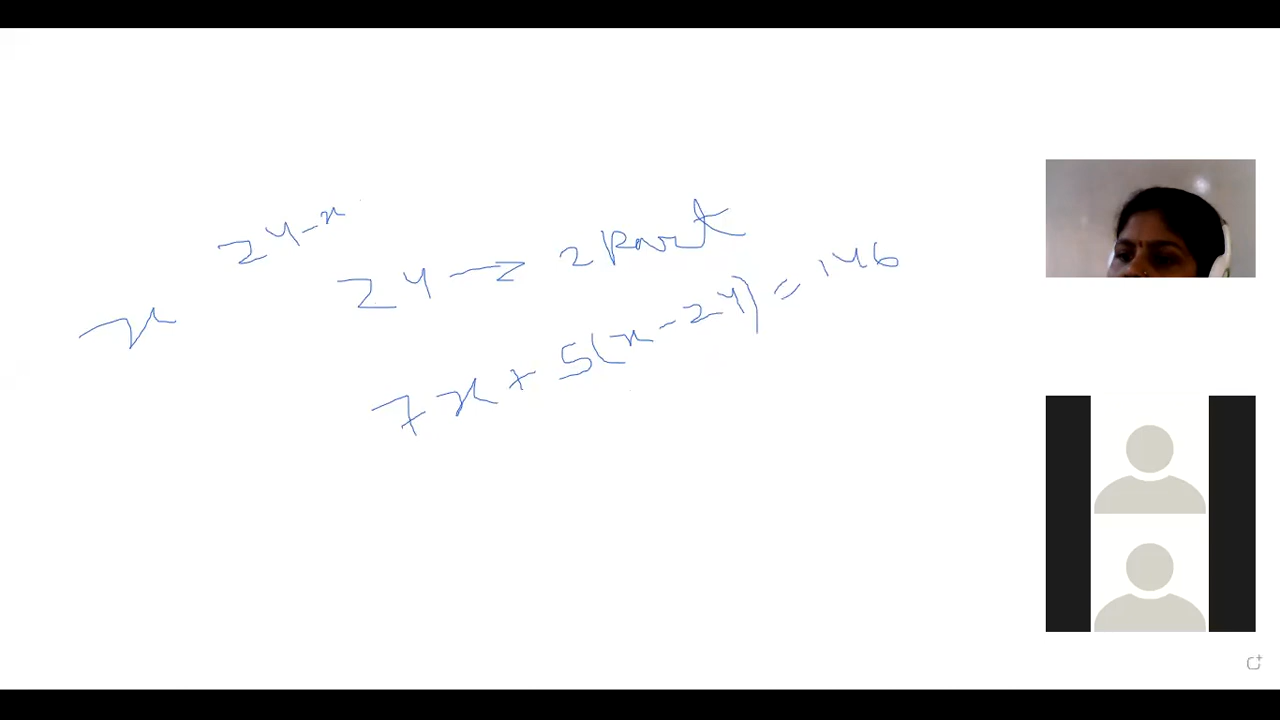 24-x
24 → 2 Part
x
7x + 5(x-24) = 146